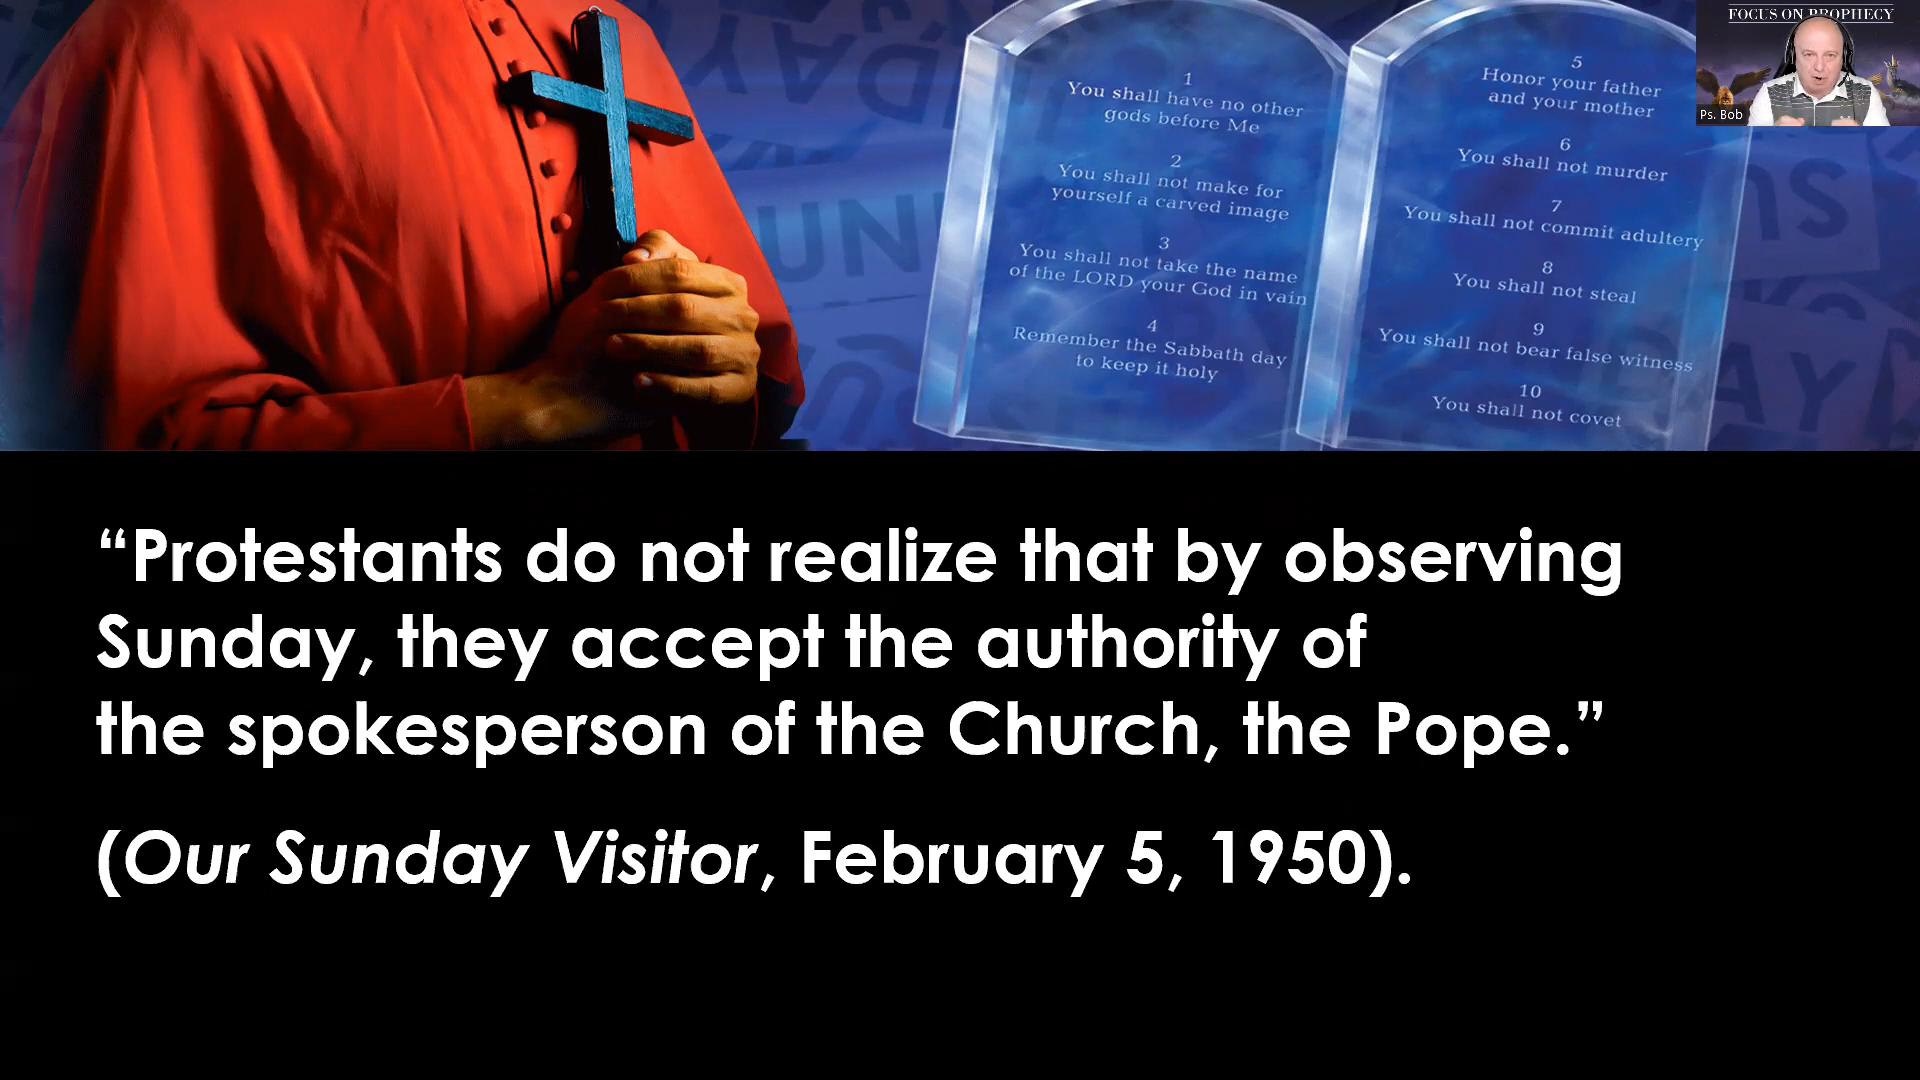 FOCUS ON PROPHECY
Ps. Bob
1
You shall have no other
gods before Me
2
You shall not make for
yourself a carved image
3
You shall not take the name
of the LORD your God in vain
4
Remember the Sabbath day
to keep it holy
5
Honor your father
and your mother
6
You shall not murder
7
You shall not commit adultery
8
You shall not steal
9
You shall not bear false witness
10
You shall not covet
“Protestants do not realize that by observing
Sunday, they accept the authority of
the spokesperson of the Church, the Pope.”
(Our Sunday Visitor, February 5, 1950).